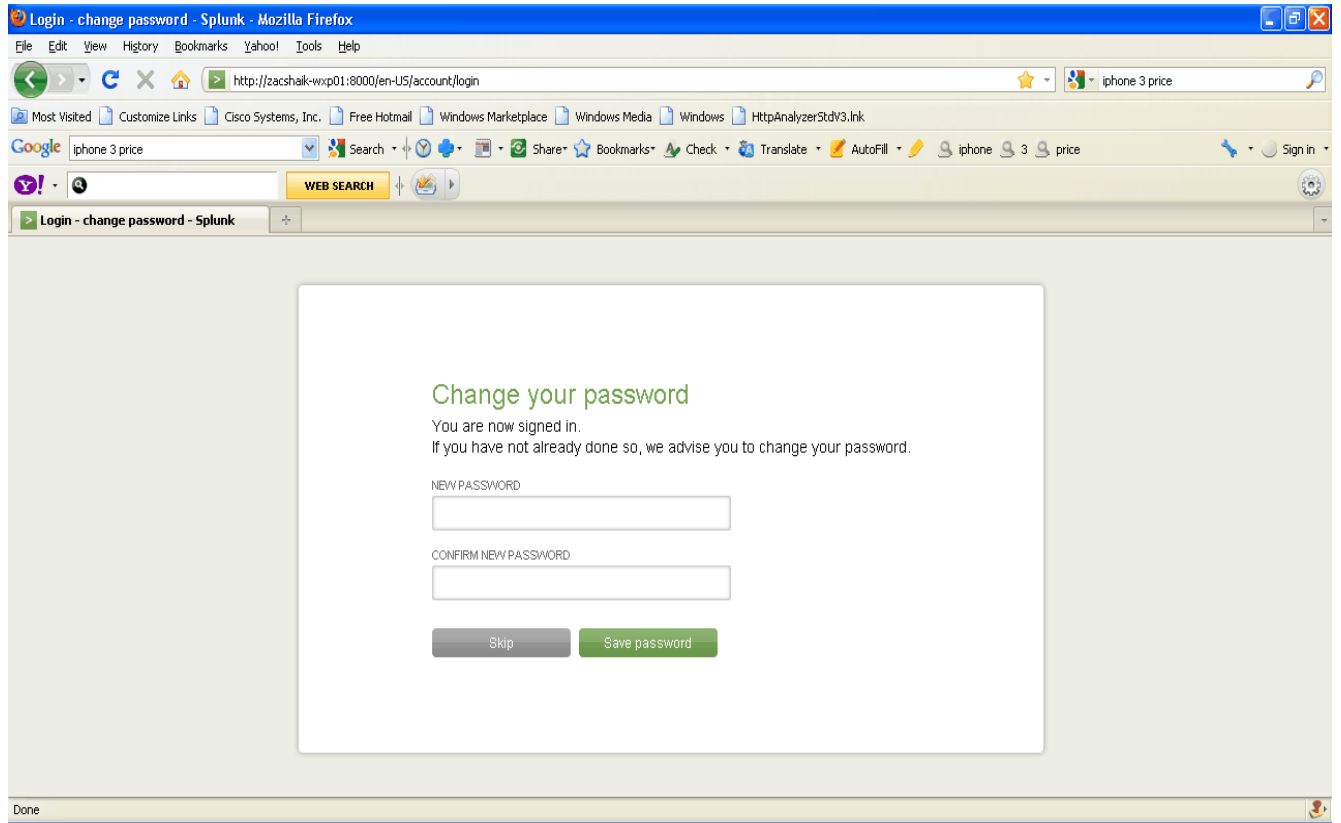 Login - change password - Splunk - Mozilla Firefox
File Edit View History Bookmarks Yahoo! Tools Help
http://zacshaik-wxp01:8000/en-US/account/login iphone 3 price
Most Visited Customize Links Cisco Systems, Inc. Free Hotmail Windows Marketplace Windows Media Windows HttpAnalyzerStdV3.lnk
Google iphone 3 price Search Share Bookmarks Check Translate AutoFill iphone 3 price Sign in
Y! WEB SEARCH
Login - change password - Splunk
Change your password
You are now signed in.
If you have not already done so, we advise you to change your password.
NEW PASSWORD
CONFIRM NEW PASSWORD
Skip Save password
Done